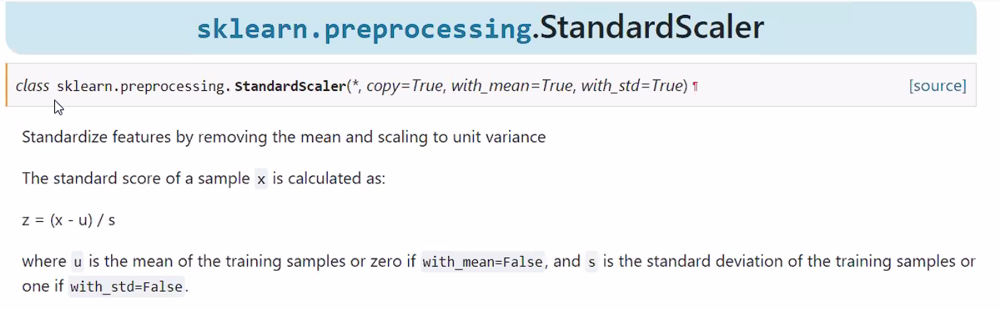 sklearn.preprocessing.StandardScaler
class sklearn.preprocessing. StandardScaler(*, copy=True, with_mean=True, with_std=True) ¶ [source]
Standardize features by removing the mean and scaling to unit variance
The standard score of a sample x is calculated as:
z = (x - u) / s
where u is the mean of the training samples or zero if with_mean=False, and s is the standard deviation of the training samples or
one if with_std=False.